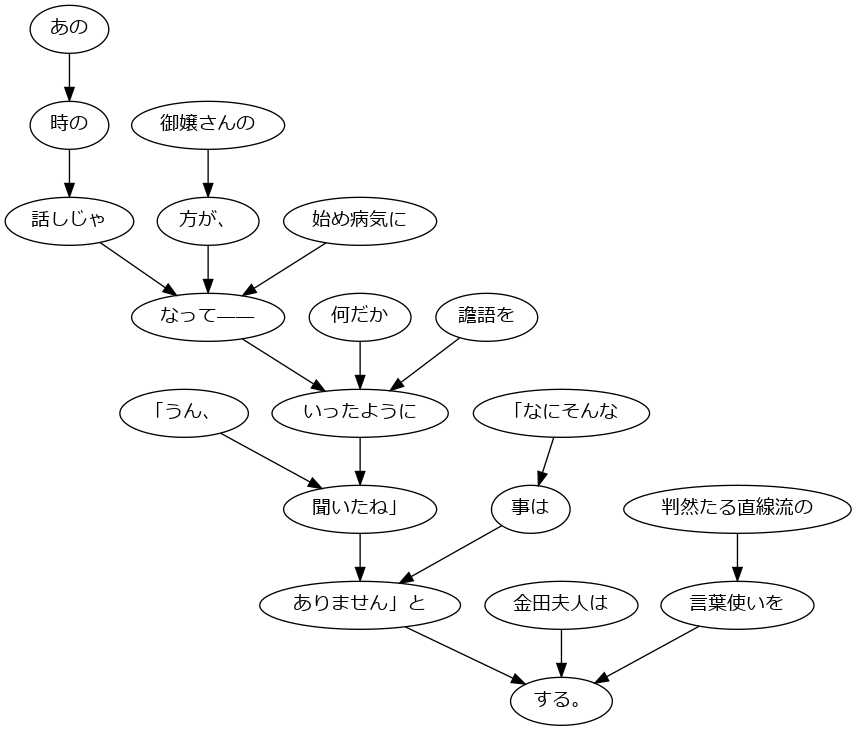 あの
時の
御嬢さんの
話しじゃ
方が、
始め病気に
なって――
何だか
譫語を
「うん、
いったように
「なにそんな
聞いたね」
事は
判然たる直線流の
ありません」と
金田夫人は
言葉使いを
する。